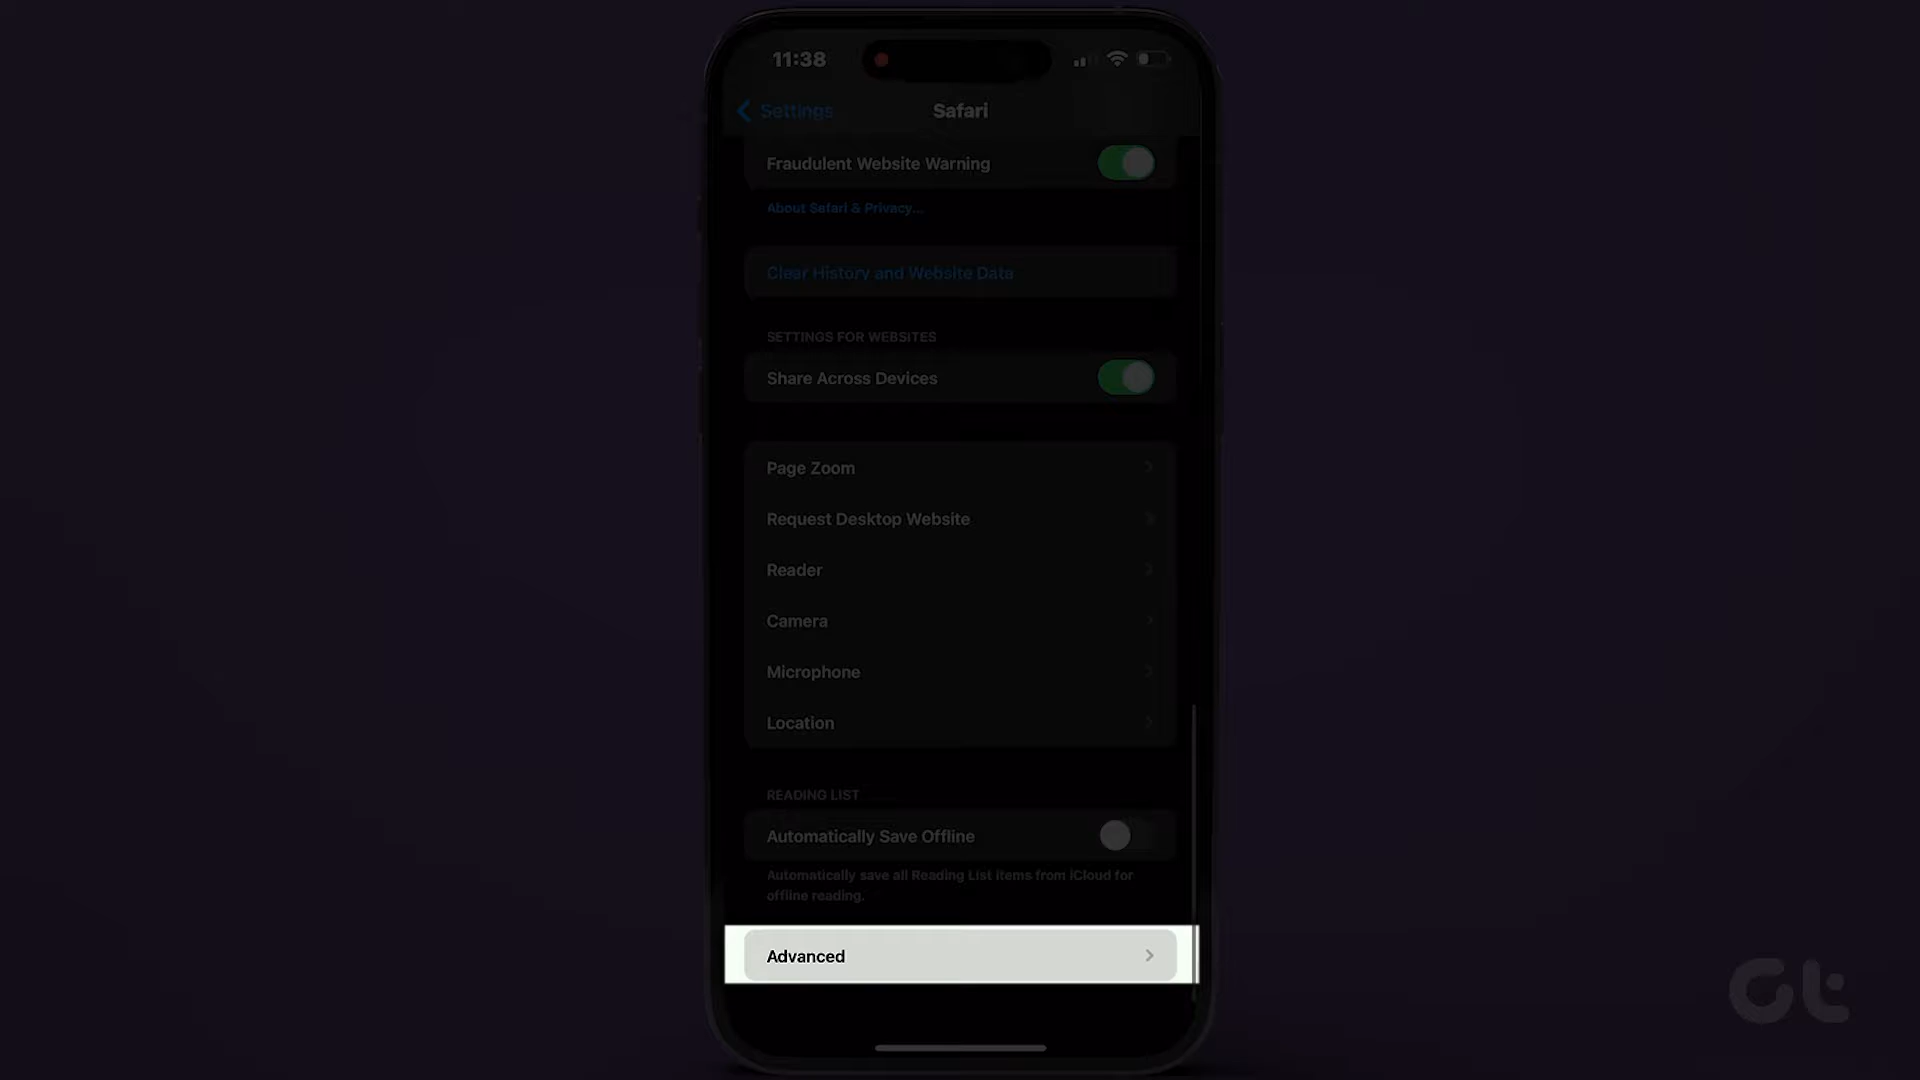 11:38
Settings
Safari
Fraudulent Website Warning
About Safari & Privacy...
Clear History and Website Data
SETTINGS FOR WEBSITES
Share Across Devices
Page Zoom
Request Desktop Website
Reader
Camera
Microphone
Location
READING LIST
Automatically Save Offline
Automatically save all Reading List items from iCloud for
offline reading.
Advanced
Gt